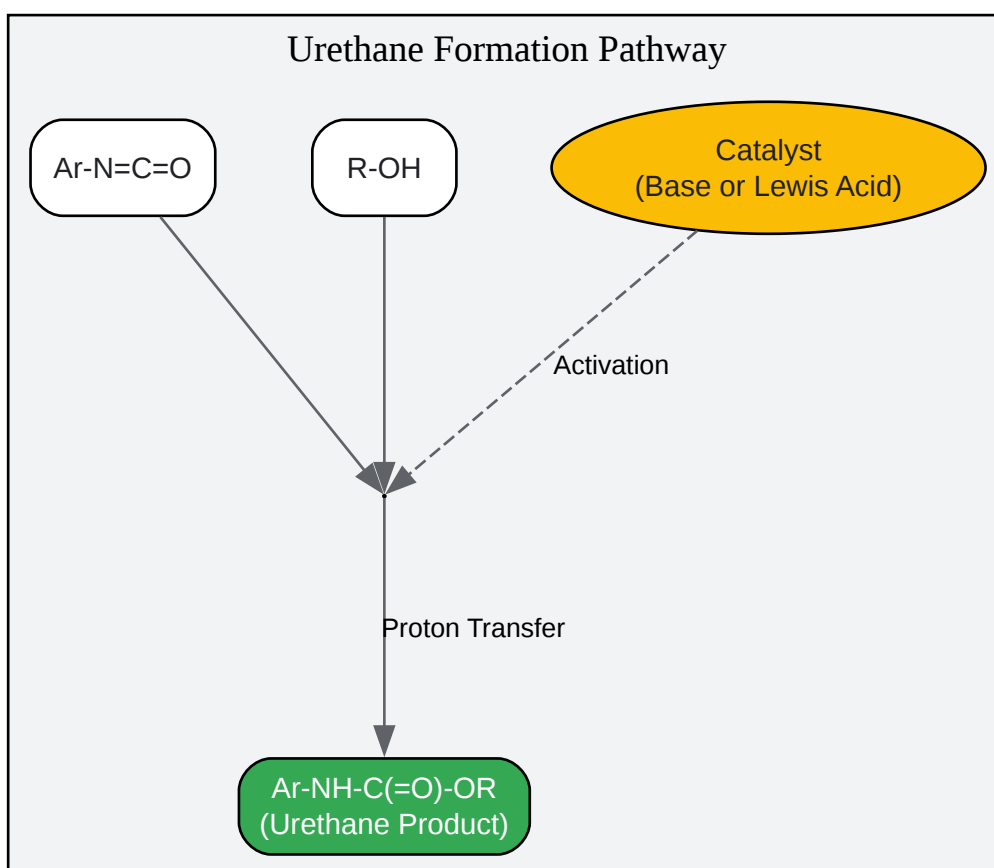 Urethane Formation Pathway
Ar-N=C=O
R-OH
Catalyst
(Base or Lewis Acid)
Activation
Proton Transfer
Ar-NH-C(=O)-OR
(Urethane Product)